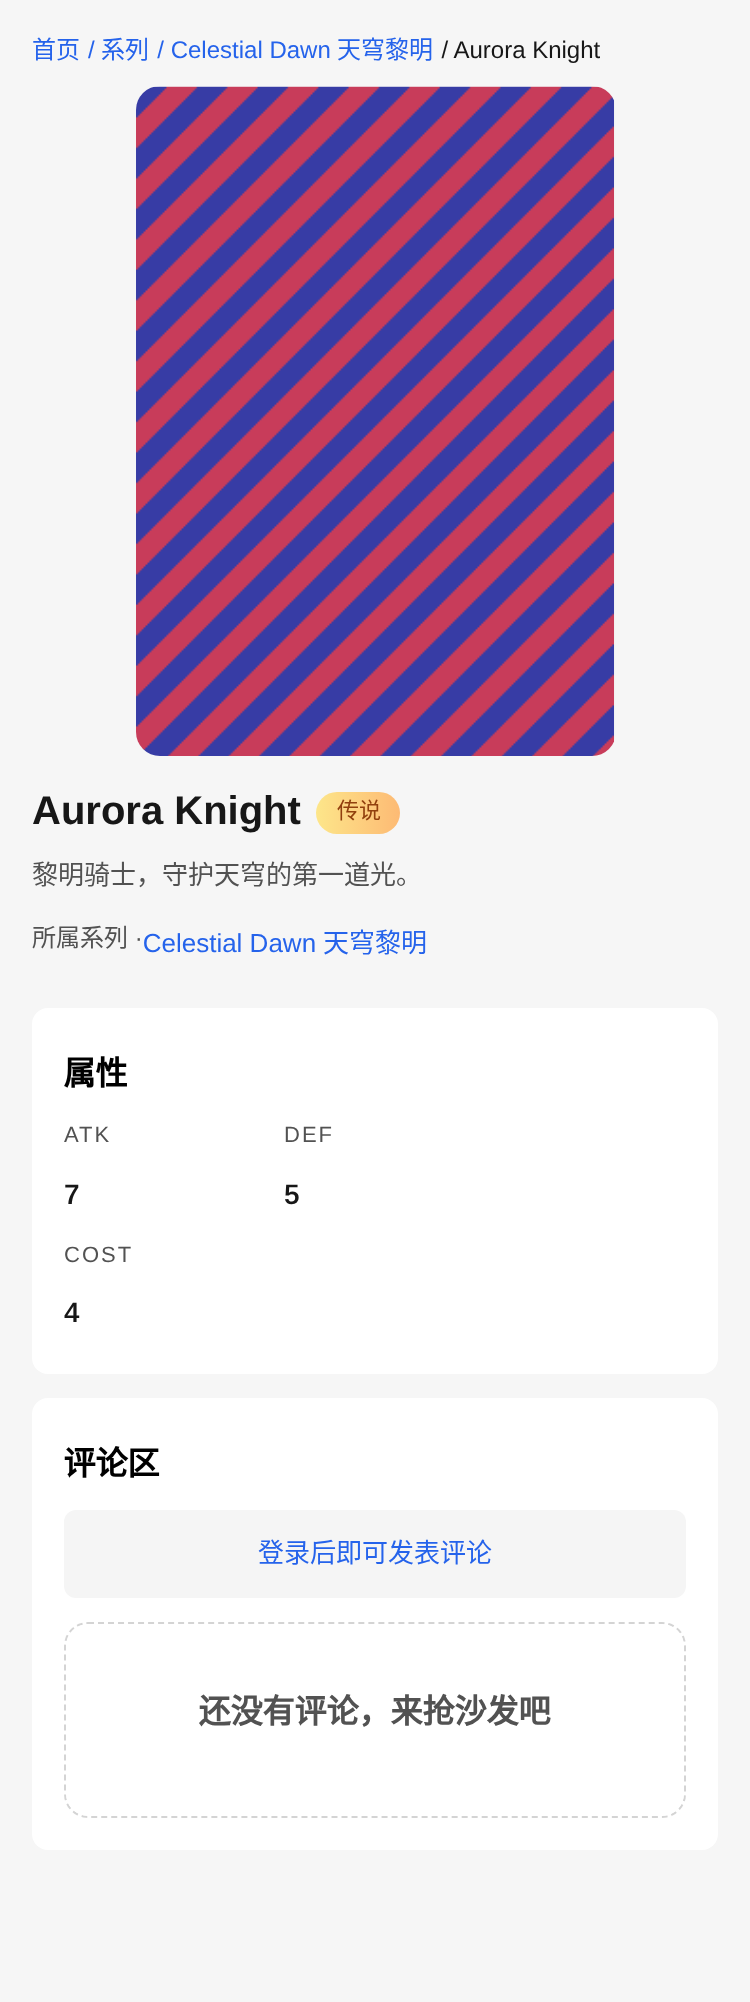 首页 / 系列 / Celestial Dawn 天穹黎明 / Aurora Knight
Aurora Knight 传说
黎明骑士，守护天穹的第一道光。
所属系列 ·Celestial Dawn 天穹黎明
属性
ATK DEF
7 5
COST
4
评论区
登录后即可发表评论
还没有评论，来抢沙发吧